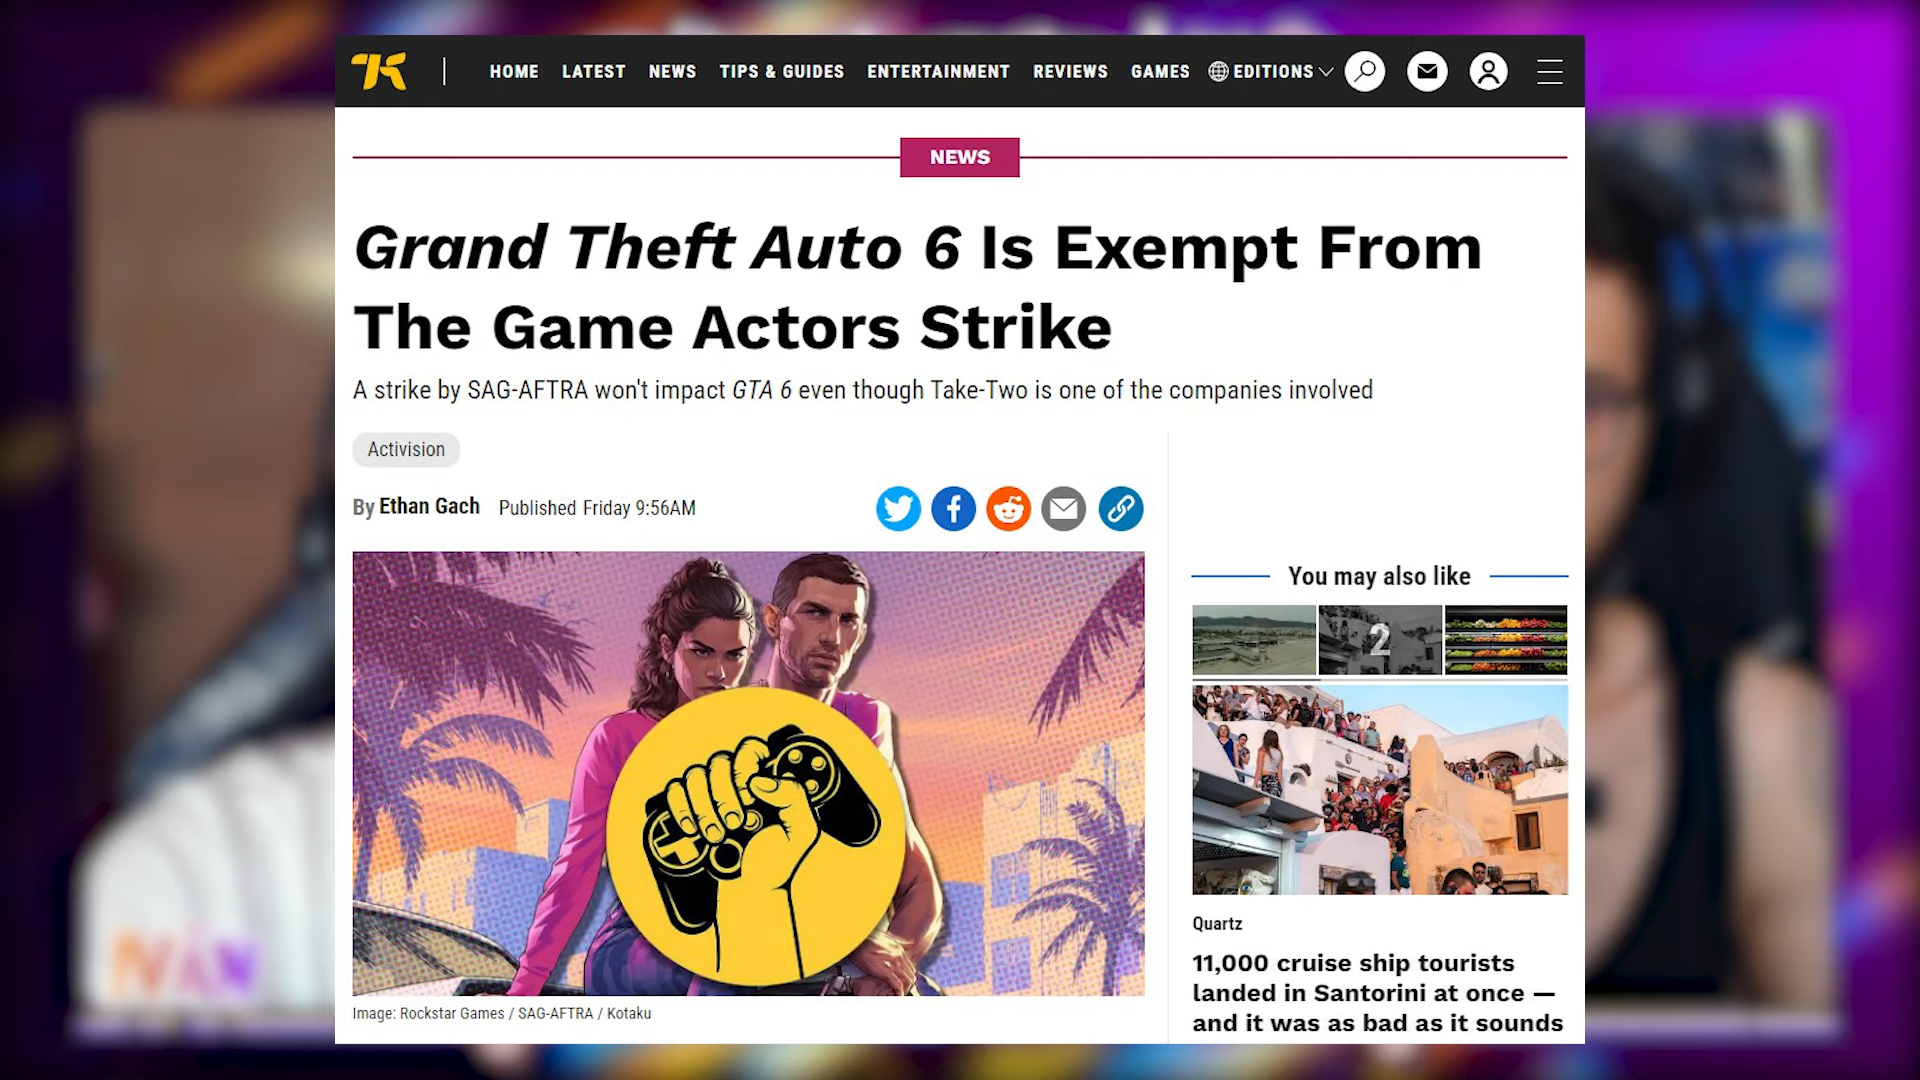 HOME LATEST NEWS TIPS & GUIDES ENTERTAINMENT REVIEWS GAMES EDITIONS
NEWS
Grand Theft Auto 6 Is Exempt From
The Game Actors Strike
A strike by SAG-AFTRA won't impact GTA 6 even though Take-Two is one of the companies involved
Activision
By Ethan Gach Published Friday 9:56AM
Image: Rockstar Games / SAG-AFTRA / Kotaku
You may also like
2
Quartz
11,000 cruise ship tourists
landed in Santorini at once —
and it was as bad as it sounds
IVÁN